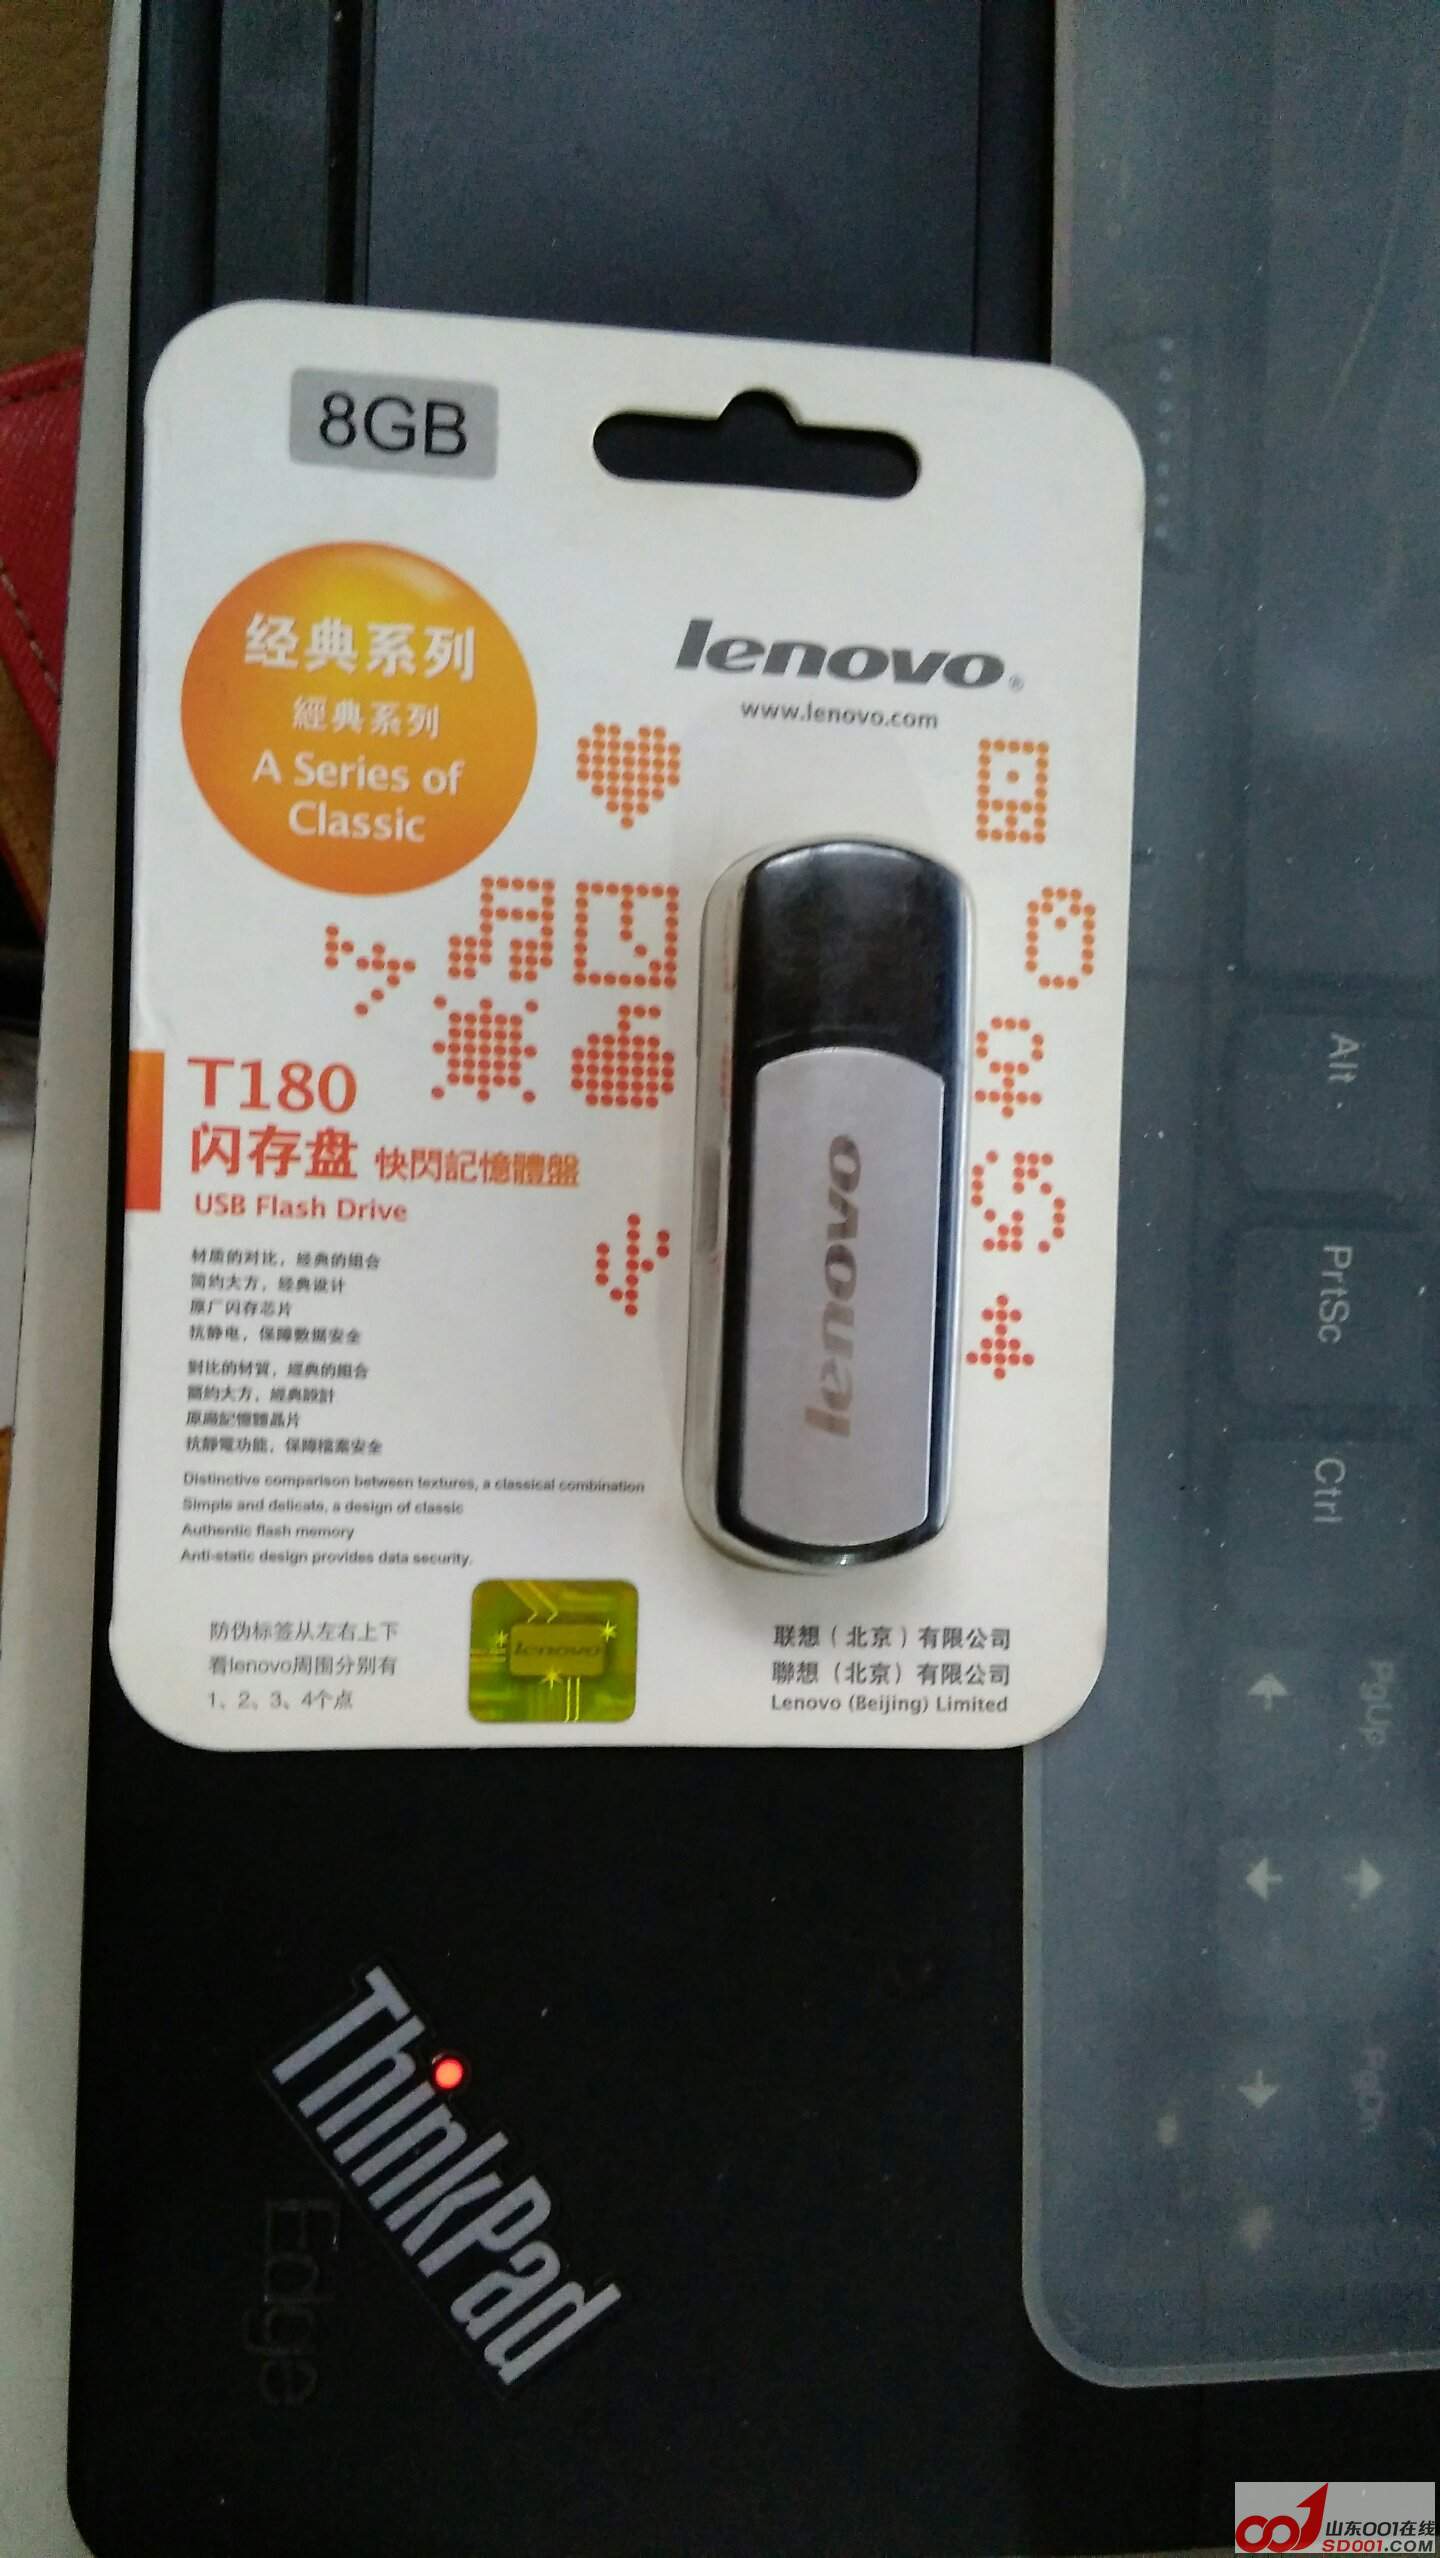 8GB
经典系列
經典系列
A Series of
Classic
lenovo®
www.lenovo.com
T180
闪存盘 快閃記憶體盤
USB Flash Drive
lenovo
材质的对比，经典的组合
简约大方，经典设计
原厂闪存芯片
抗静电，保障数据安全
對比的材質，經典的組合
簡約大方，經典設計
原廠記憶體晶片
抗靜電功能，保障檔案安全
Distinctive comparison between textures, a classical combination
Simple and delicate, a design of classic
Authentic flash memory
Anti-static design provides data security.
防伪标签从左右上下
看lenovo周围分别有
1、2、3、4个点
lenovo
联想（北京）有限公司
聯想（北京）有限公司
Lenovo (Beijing) Limited
Alt
PrtSc
Ctrl
PgUp
PgDn
ThinkPad
Edge
山东001在线
SD001.COM